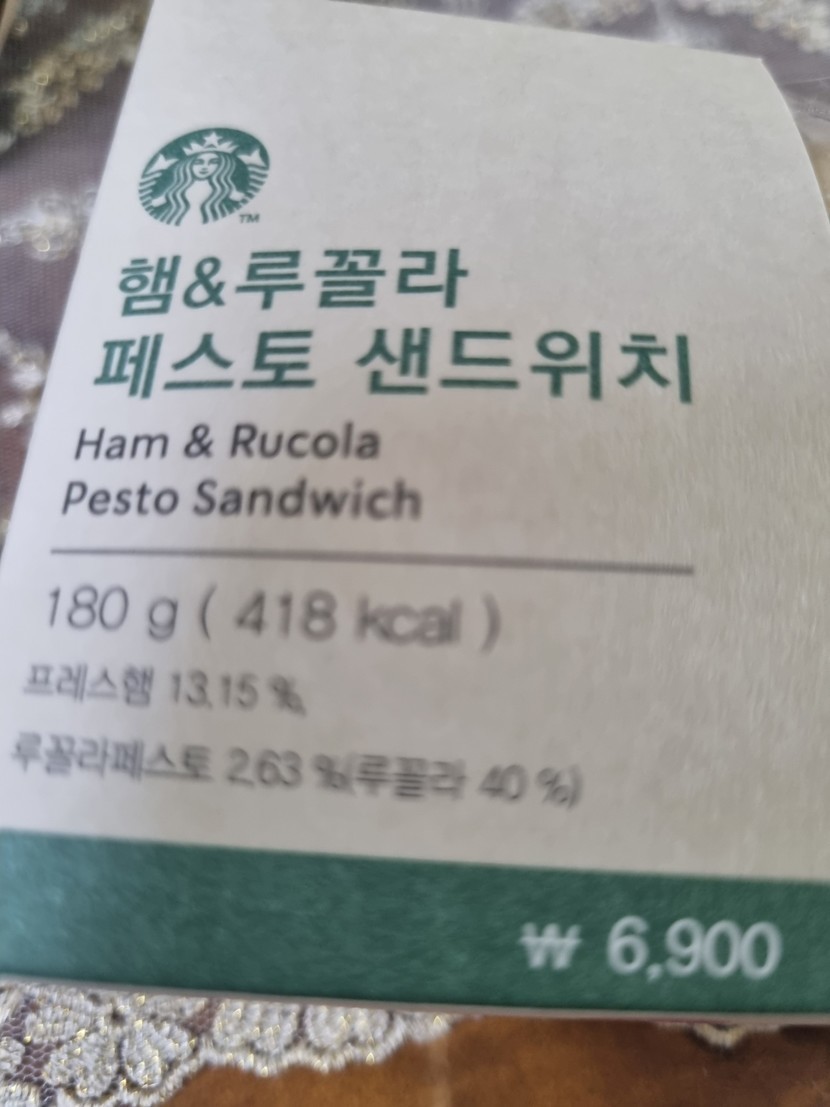 TM
햄&루꼴라
페스토 샌드위치
Ham & Rucola
Pesto Sandwich
180 g ( 418 kcal )
프레스햄 13.15 %,
루꼴라페스토 2.63 %(루꼴라 40 %)
₩ 6,900